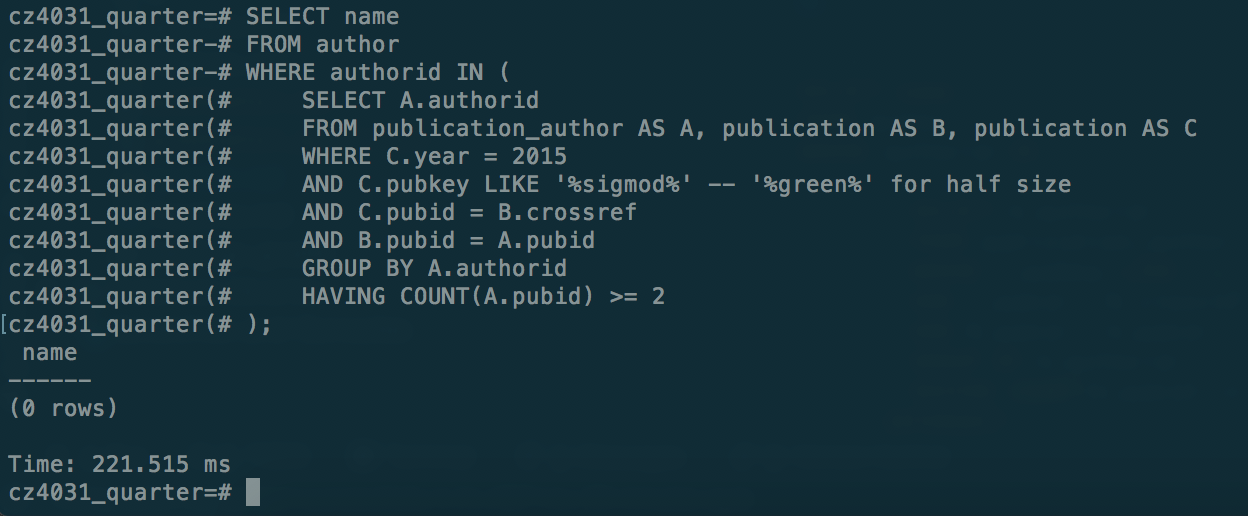 cz4031_quarter=# SELECT name
cz4031_quarter-# FROM author
cz4031_quarter-# WHERE authorid IN (
cz4031_quarter(#     SELECT A.authorid
cz4031_quarter(#     FROM publication_author AS A, publication AS B, publication AS C
cz4031_quarter(#     WHERE C.year = 2015
cz4031_quarter(#     AND C.pubkey LIKE '%sigmod%' -- '%green%' for half size
cz4031_quarter(#     AND C.pubid = B.crossref
cz4031_quarter(#     AND B.pubid = A.pubid
cz4031_quarter(#     GROUP BY A.authorid
cz4031_quarter(#     HAVING COUNT(A.pubid) >= 2
[cz4031_quarter(# );
 name
------
(0 rows)

Time: 221.515 ms
cz4031_quarter=#